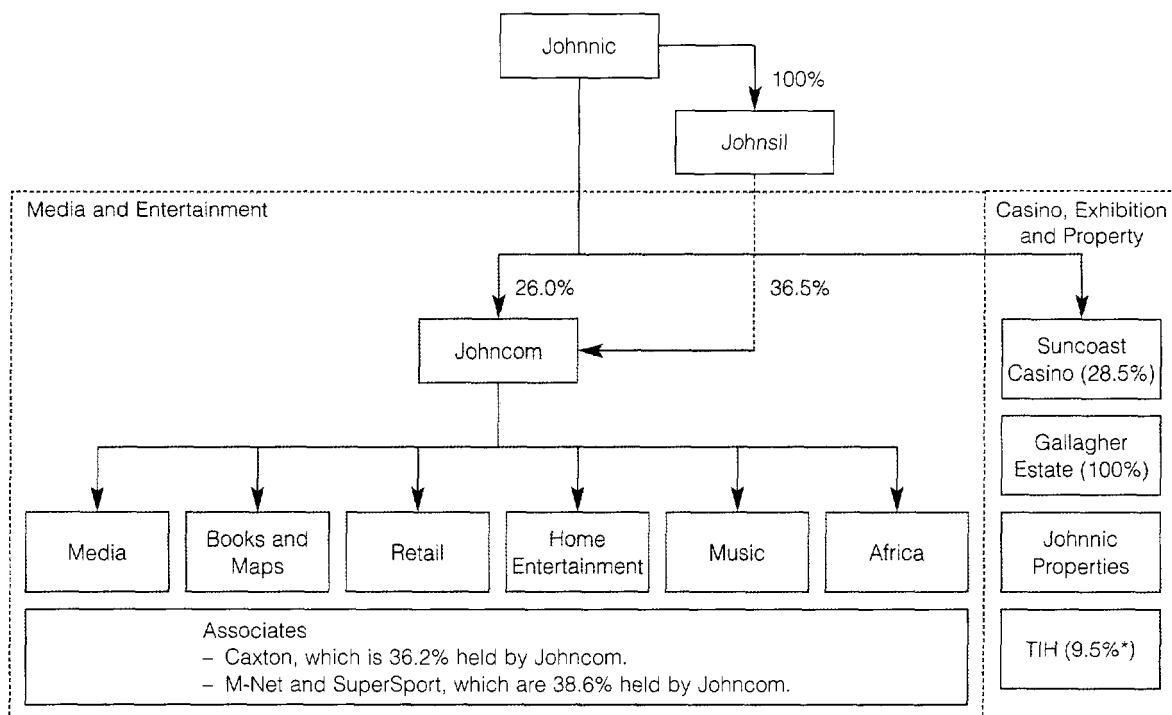 Johnnic
100%
Johnsil
Media and Entertainment
Casino, Exhibition
and Property
26.0%
36.5%
Johncom
Suncoast
Casino (28.5%)
Gallagher
Estate (100%)
Media
Books and
Maps
Retail
Home
Entertainment
Music
Africa
Johnnic
Properties
Associates
– Caxton, which is 36.2% held by Johncom.
– M-Net and SuperSport, which are 38.6% held by Johncom.
TIH (9.5%*)